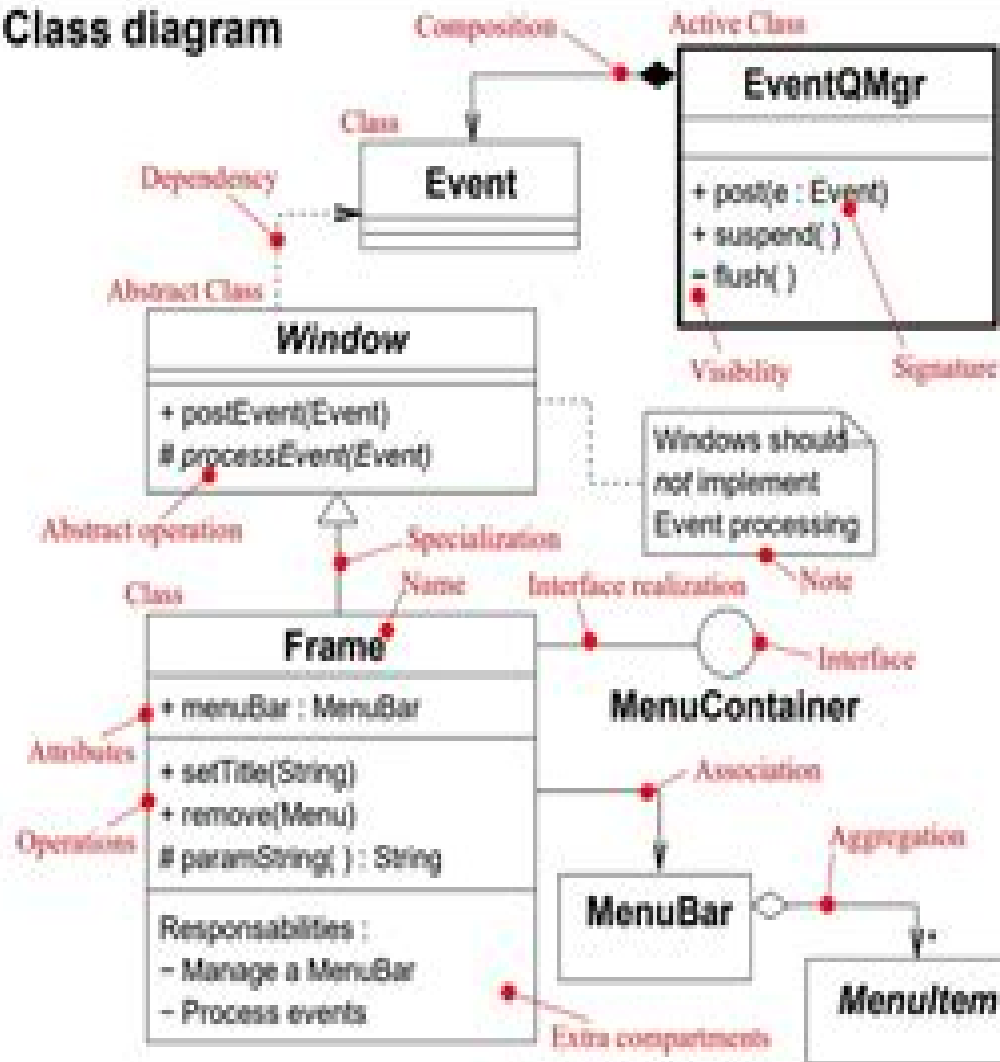 Class diagram
Composition
Active Class
EventQMgr
Class
Event
+ post(e : Event)
+ suspend( )
- flush( )
Dependency
Abstract Class
Window
Visibility
Signature
+ postEvent(Event)
# processEvent(Event)
Windows should
not implement
Event processing
Abstract operation
Specialization
Note
Class
Name
Interface realization
Frame
Interface
MenuContainer
+ menuBar : MenuBar
Attributes
+ setTitle(String)
+ remove(Menu)
# paramString( ) : String
Operations
Association
Aggregation
MenuBar
*
MenuItem
Responsabilities :
- Manage a MenuBar
- Process events
Extra compartments